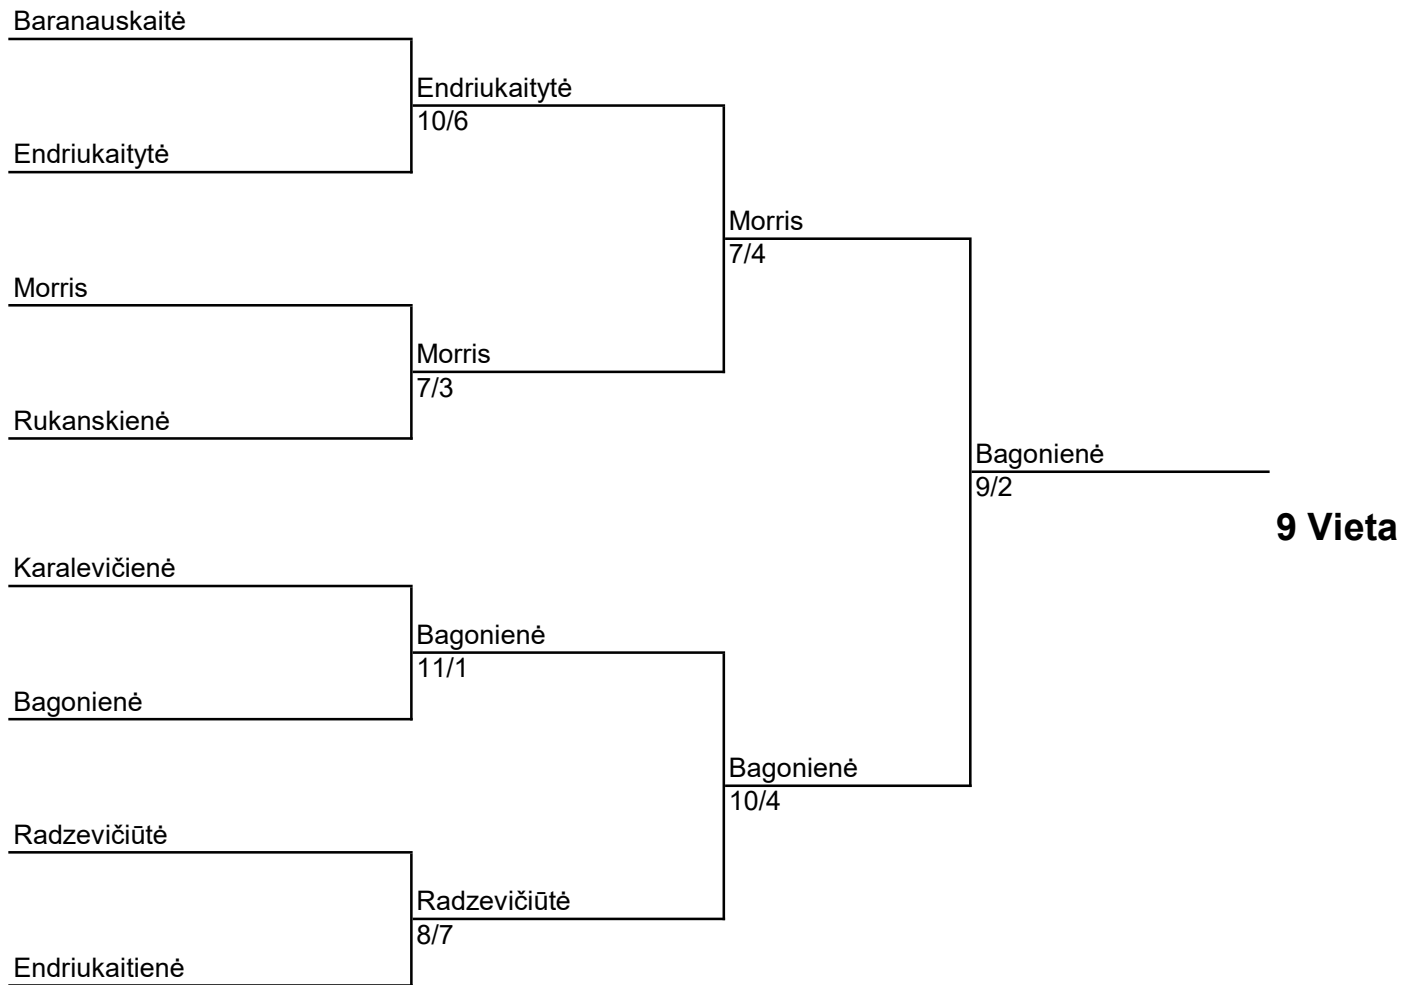 Baranauskaitė
Endriukaitytė
10/6
Endriukaitytė
Morris
7/4
Morris
Morris
7/3
Rukanskienė
Bagonienė
9/2
9 Vieta
Karalevičienė
Bagonienė
11/1
Bagonienė
Bagonienė
10/4
Radzevičiūtė
Radzevičiūtė
8/7
Endriukaitienė